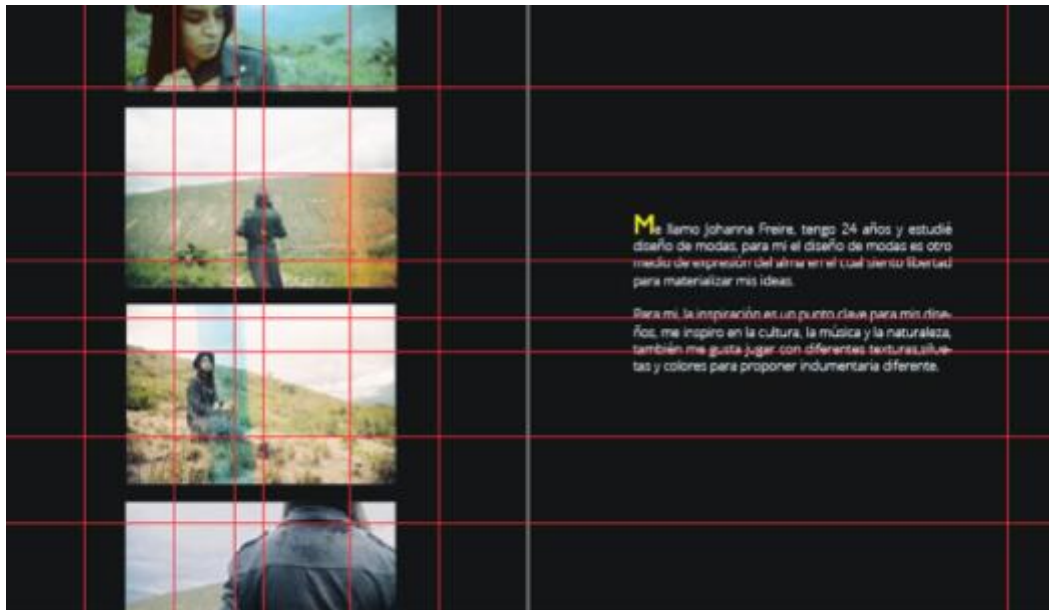 Me llamo Johanna Freire, tengo 24 años y estudié
diseño de modas, para mi el diseño de modas es otro
medio de expresión del alma en el cual siento libertad
para materializar mis ideas.
Para mi, la inspiración es un punto clave para mis dise-
ños, me inspiro en la cultura, la música y la naturaleza,
también me gusta jugar con diferentes texturas,silue-
tas y colores para proponer indumentaria diferente.